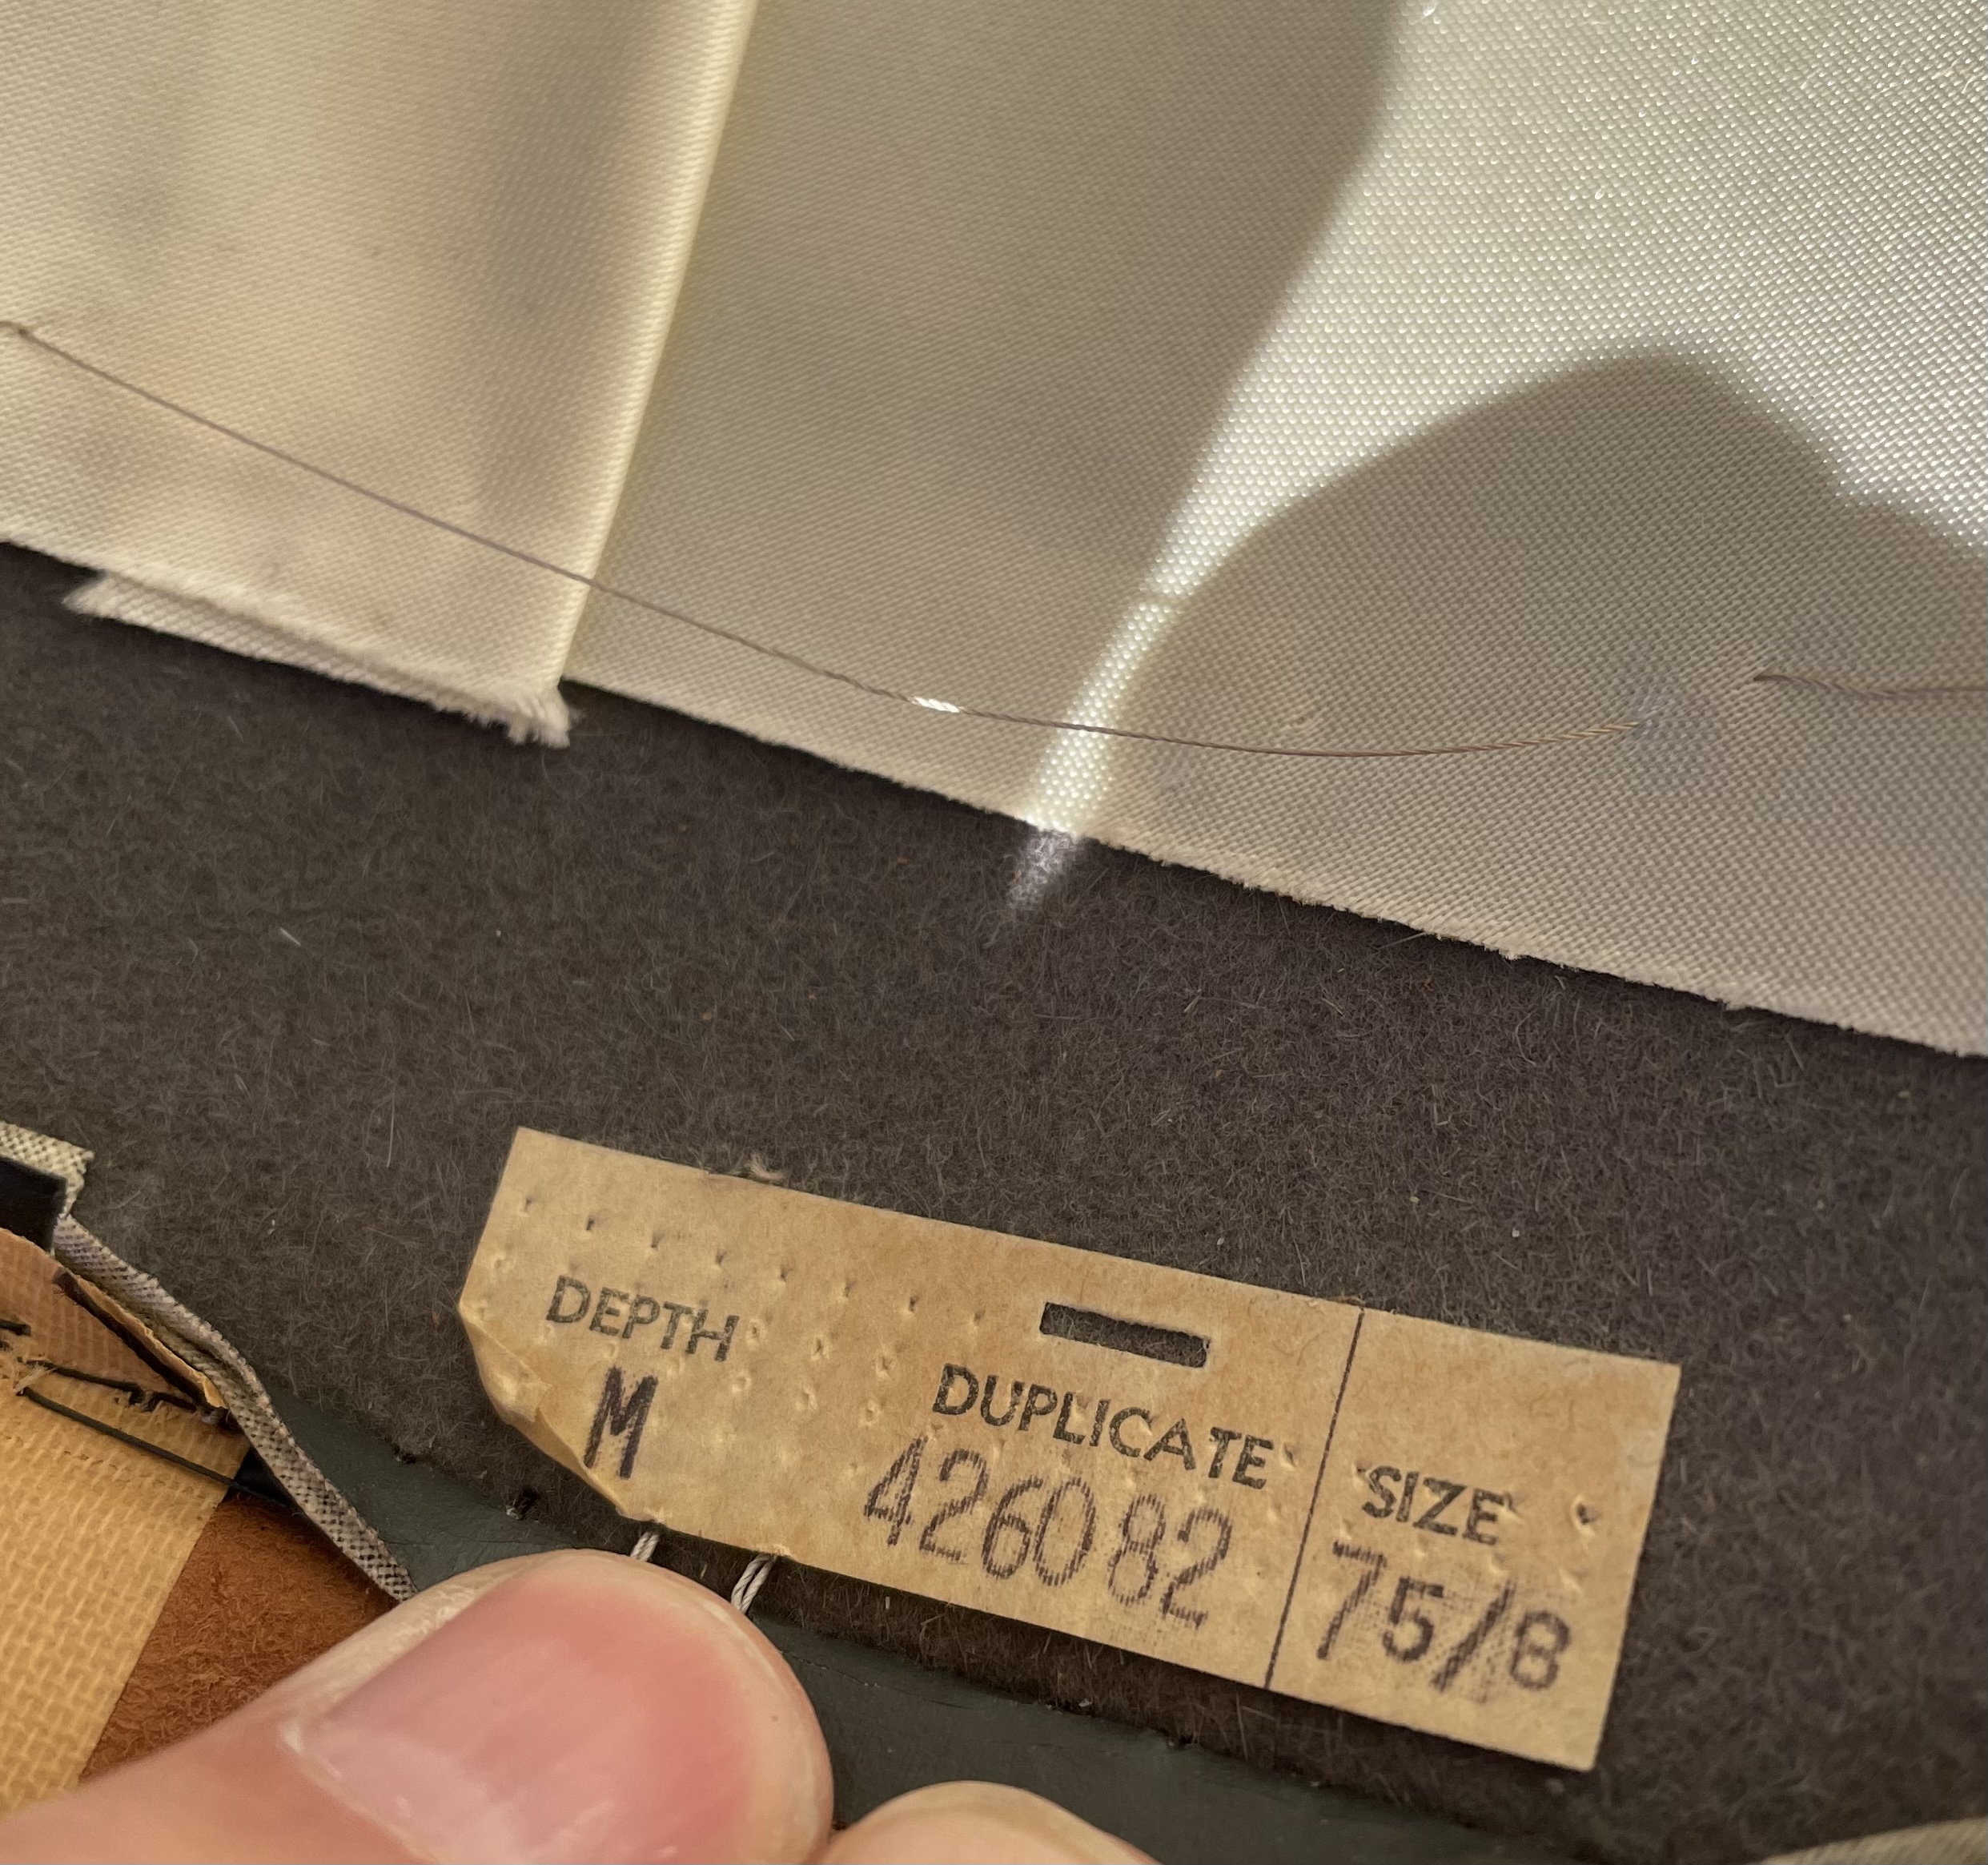 DEPTH
M
DUPLICATE
426082
SIZE
75/8